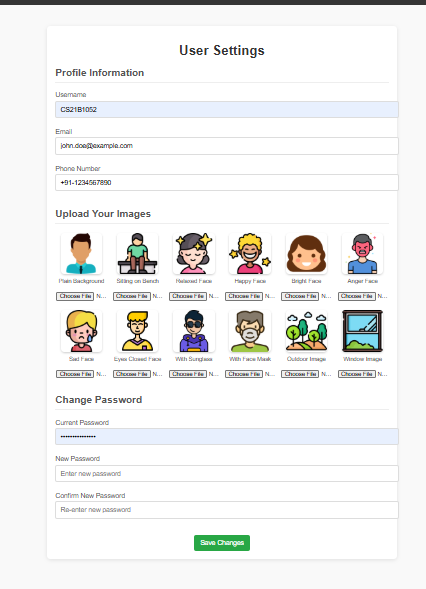 User Settings
Profile Information
Username
CS21B1052
Email
john.doe@example.com
Phone Number
+91-1234567890
Upload Your Images
Plain Background Sitting on Bench Relaxed Face Happy Face Bright Face Anger Face
Choose File N... Choose File N... Choose File N... Choose File N... Choose File N... Choose File N...
Sad Face Eyes Closed Face With Sunglass With Face Mask Outdoor Image Window Image
Choose File N... Choose File N... Choose File N... Choose File N... Choose File N... Choose File N...
Change Password
Current Password
•••••••••••••••
New Password
Enter new password
Confirm New Password
Re-enter new password
Save Changes